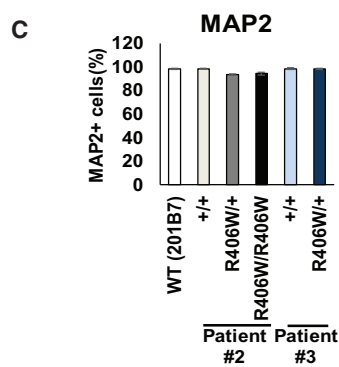 C
MAP2
MAP2+ cells(%)
120
100
80
60
40
20
0
WT (201B7)
+/+
R406W/+
R406W/R406W
+/+
R406W/+
Patient
#2
Patient
#3